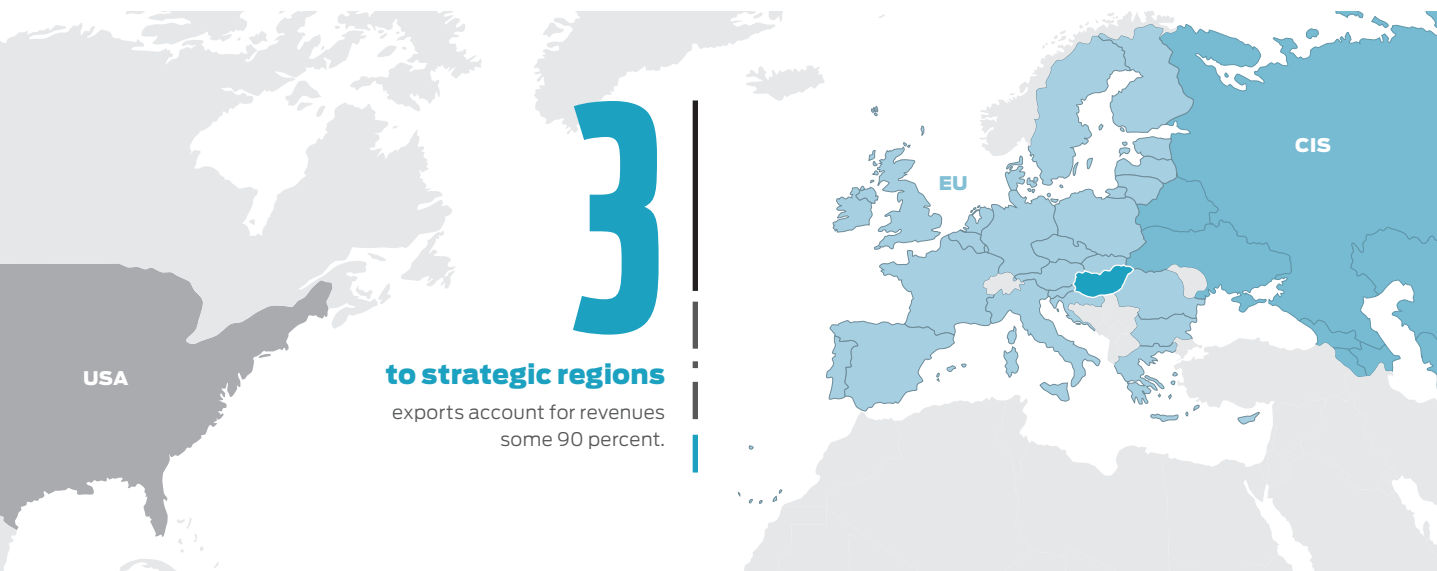 3
to strategic regions
exports account for revenues
some 90 percent.
USA
EU
CIS